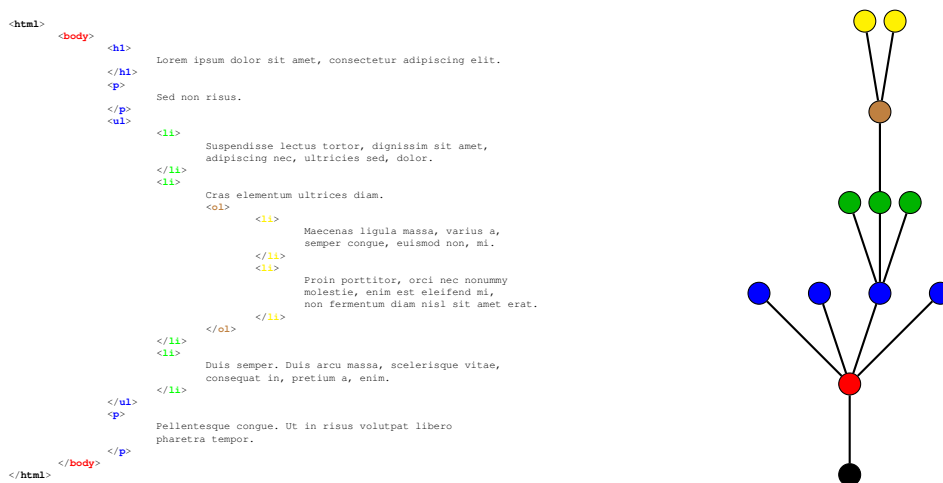 <html>
<body>
<h1>
Lorem ipsum dolor sit amet, consectetur adipiscing elit.
</h1>
<p>
Sed non risus.
</p>
<ul>
<li>
Suspendisse lectus tortor, dignissim sit amet,
adipiscing nec, ultricies sed, dolor.
</li>
<li>
Cras elementum ultrices diam.
<ol>
<li>
Maecenas ligula massa, varius a,
semper congue, euismod non, mi.
</li>
<li>
Proin porttitor, orci nec nonummy
molestie, enim est eleifend mi,
non fermentum diam nisl sit amet erat.
</li>
</ol>
</li>
<li>
Duis semper. Duis arcu massa, scelerisque vitae,
consequat in, pretium a, enim.
</li>
</ul>
<p>
Pellentesque congue. Ut in risus volutpat libero
pharetra tempor.
</p>
</body>
</html>